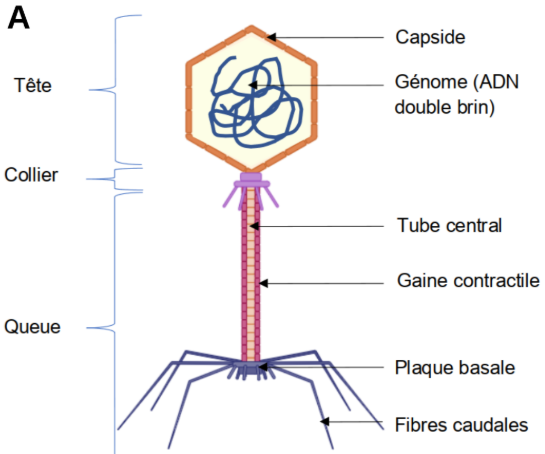 A
Tête
Collier
Queue
Capside
Génome (ADN
double brin)
Tube central
Gaine contractile
Plaque basale
Fibres caudales